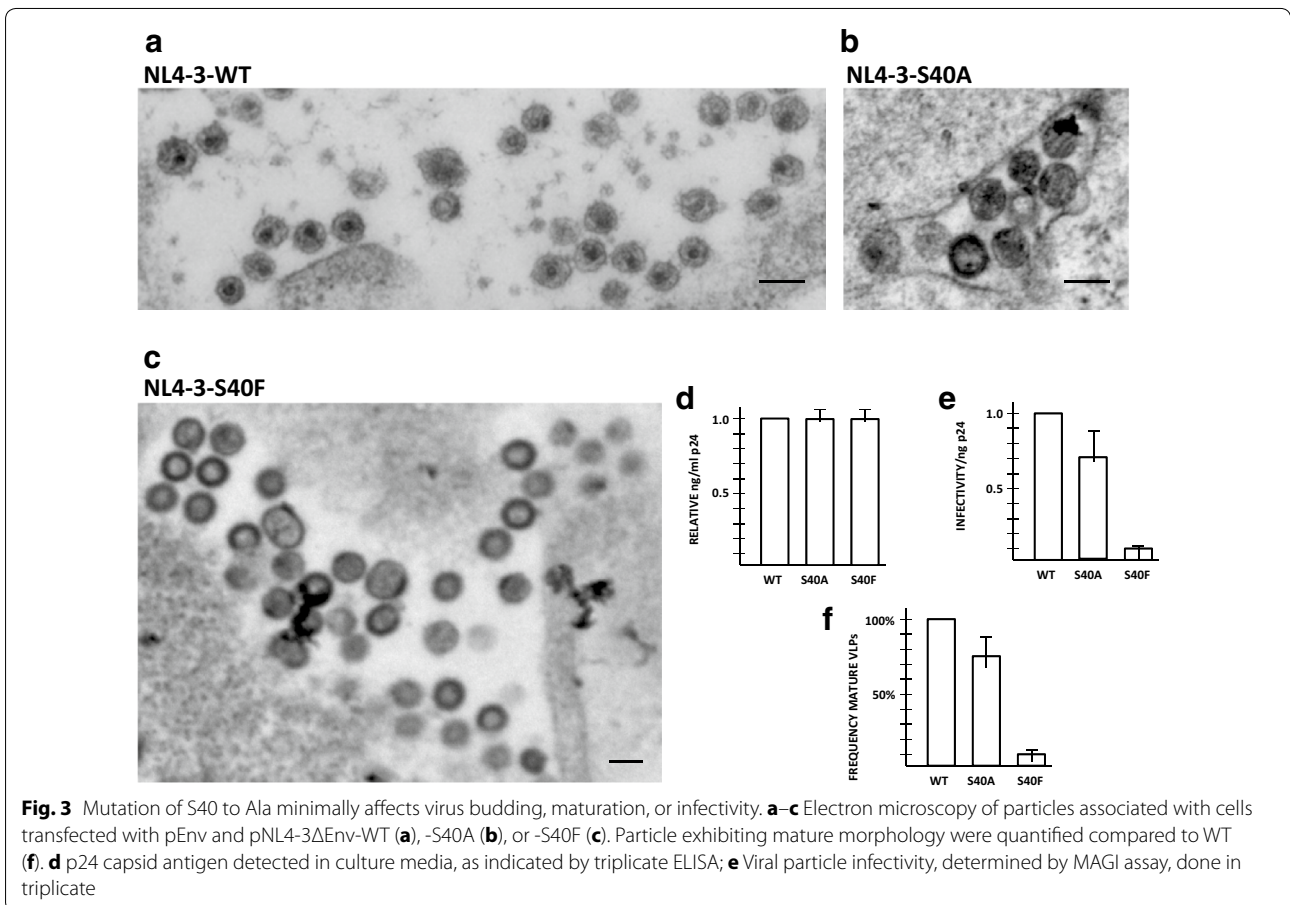 a
NL4-3-WT
b
NL4-3-S40A
c
NL4-3-S40F
d
RELATIVE ng/ml p24
1.0
0.5
WT S40A S40F
e
INFECTIVITY/ng p24
1.0
0.5
WT S40A S40F
f
FREQUENCY MATURE VLPs
100%
50%
WT S40A S40F
Fig. 3 Mutation of S40 to Ala minimally affects virus budding, maturation, or infectivity. a–c Electron microscopy of particles associated with cells
transfected with pEnv and pNL4-3ΔEnv-WT (a), -S40A (b), or -S40F (c). Particle exhibiting mature morphology were quantified compared to WT
(f). d p24 capsid antigen detected in culture media, as indicated by triplicate ELISA; e Viral particle infectivity, determined by MAGI assay, done in
triplicate